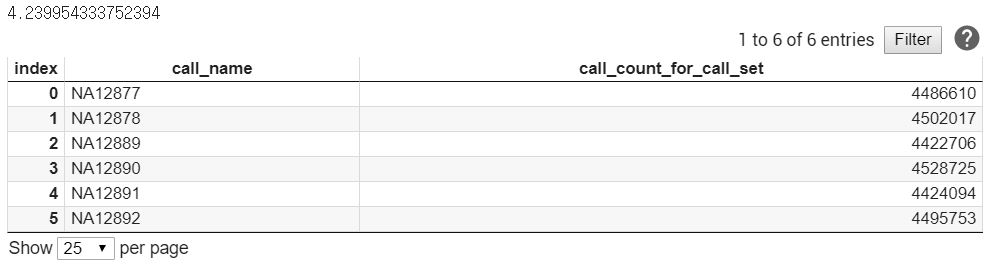 4.239954333752394
1 to 6 of 6 entries Filter ?
index call_name call_count_for_call_set
0 NA12877 4486610
1 NA12878 4502017
2 NA12889 4422706
3 NA12890 4528725
4 NA12891 4424094
5 NA12892 4495753
Show 25 per page